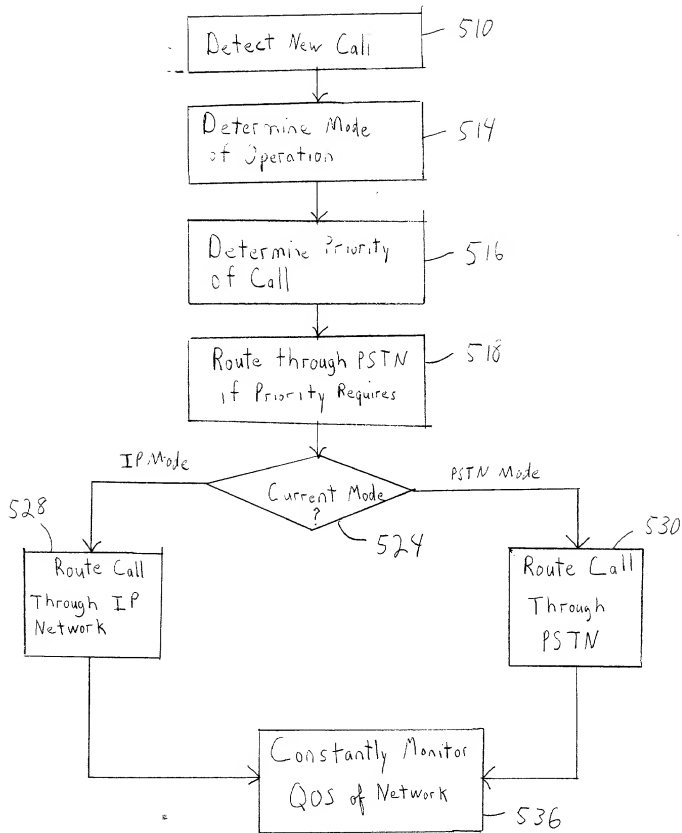 Detect New Call
510
Determine Mode
of Operation
514
Determine Priority
of Call
516
Route through PSTN
if Priority Requires
518
IP Mode
PSTN Mode
Current Mode
?
524
528
530
Route Call
Through IP
Network
Route Call
Through
PSTN
Constantly Monitor
QOS of Network
536